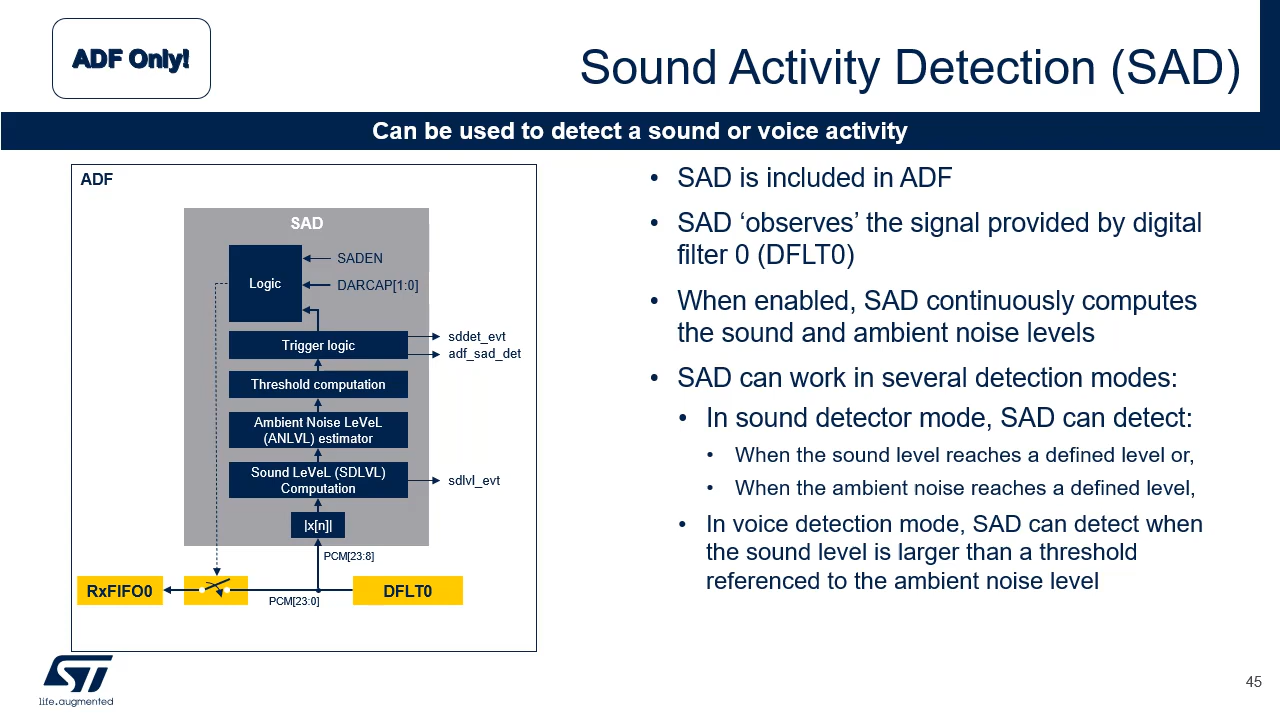 ADF Only!
Sound Activity Detection (SAD)
Can be used to detect a sound or voice activity
ADF
SAD
Logic
SADEN
DARCAP[1:0]
Trigger logic
sddet_evt
adf_sad_det
Threshold computation
Ambient Noise LeVeL
(ANLVL) estimator
Sound LeVeL (SDLVL)
Computation
sdlvl_evt
|x[n]|
PCM[23:8]
RxFIFO0
PCM[23:0]
DFLT0
• SAD is included in ADF
• SAD ‘observes’ the signal provided by digital
filter 0 (DFLT0)
• When enabled, SAD continuously computes
the sound and ambient noise levels
• SAD can work in several detection modes:
• In sound detector mode, SAD can detect:
• When the sound level reaches a defined level or,
• When the ambient noise reaches a defined level,
• In voice detection mode, SAD can detect when
the sound level is larger than a threshold
referenced to the ambient noise level
ST
life.augmented
45